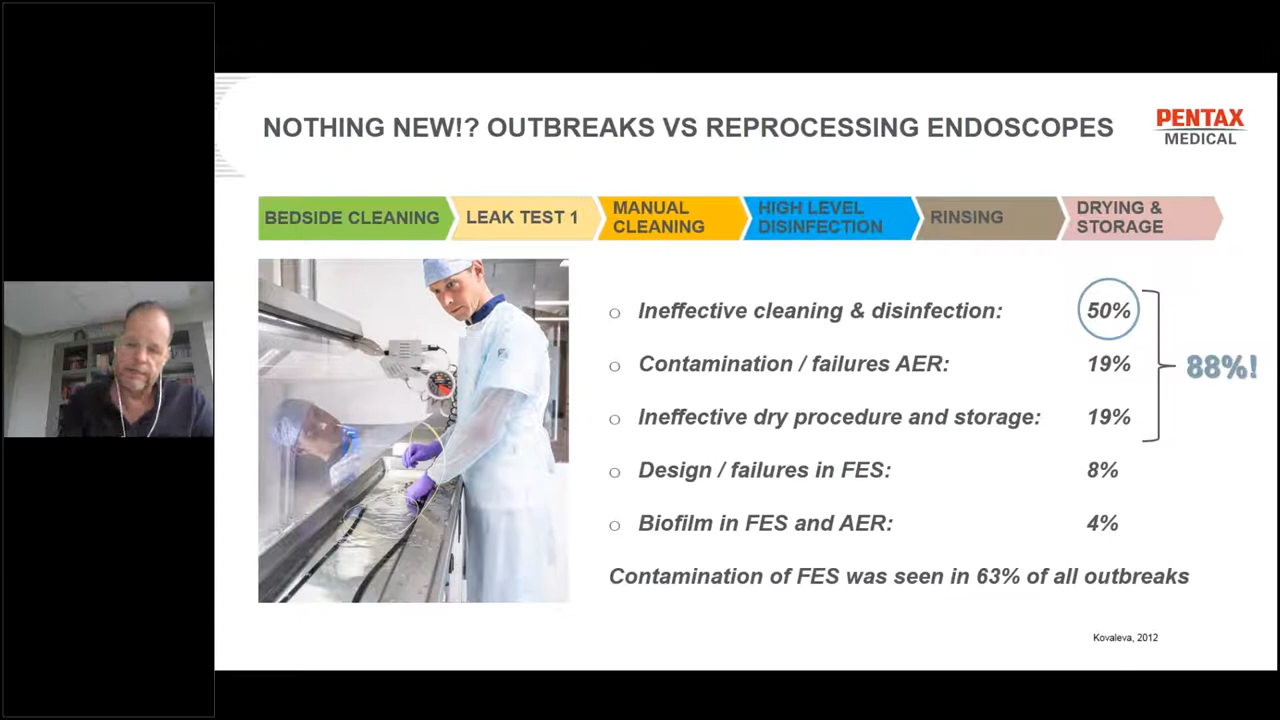 NOTHING NEW!? OUTBREAKS VS REPROCESSING ENDOSCOPES
PENTAX
MEDICAL
BEDSIDE CLEANING
LEAK TEST 1
MANUAL
CLEANING
HIGH LEVEL
DISINFECTION
RINSING
DRYING &
STORAGE
Ineffective cleaning & disinfection: 50%
Contamination / failures AER: 19%
88%!
Ineffective dry procedure and storage: 19%
Design / failures in FES: 8%
Biofilm in FES and AER: 4%
Contamination of FES was seen in 63% of all outbreaks
Kovaleva, 2012